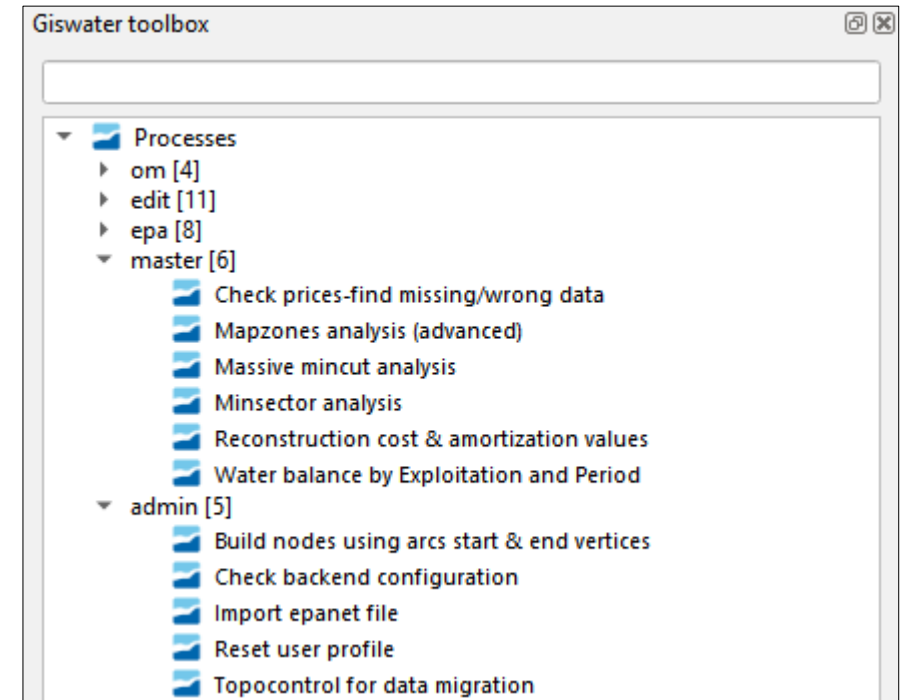 Giswater toolbox
Processes
om [4]
edit [11]
epa [8]
master [6]
Check prices-find missing/wrong data
Mapzones analysis (advanced)
Massive mincut analysis
Minsector analysis
Reconstruction cost & amortization values
Water balance by Exploitation and Period
admin [5]
Build nodes using arcs start & end vertices
Check backend configuration
Import epanet file
Reset user profile
Topocontrol for data migration